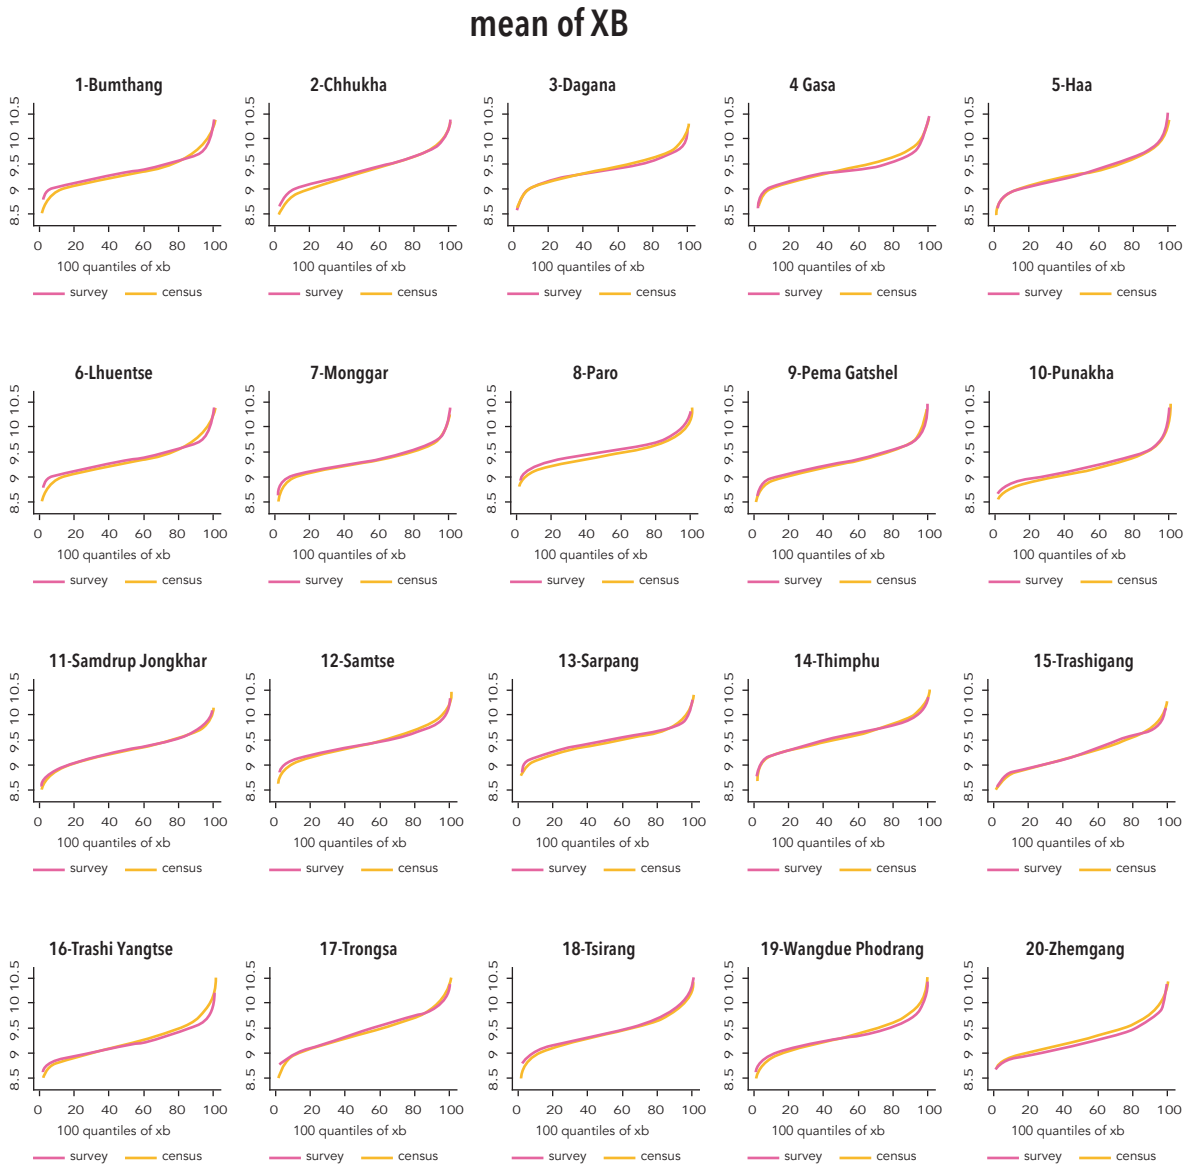 mean of XB
1-Bumthang 2-Chhukha 3-Dagana 4 Gasa 5-Haa
8.5 9 9.5 10 10.5 8.5 9 9.5 10 10.5 8.5 9 9.5 10 10.5 8.5 9 9.5 10 10.5 8.5 9 9.5 10 10.5
0 20 40 60 80 100 0 20 40 60 80 100 0 20 40 60 80 100 0 20 40 60 80 100 0 20 40 60 80 100
100 quantiles of xb 100 quantiles of xb 100 quantiles of xb 100 quantiles of xb 100 quantiles of xb
survey census survey census survey census survey census survey census
6-Lhuentse 7-Monggar 8-Paro 9-Pema Gatshel 10-Punakha
8.5 9 9.5 10 10.5 8.5 9 9.5 10 10.5 8.5 9 9.5 10 10.5 8.5 9 9.5 10 10.5 8.5 9 9.5 10 10.5
0 20 40 60 80 100 0 20 40 60 80 100 0 20 40 60 80 100 0 20 40 60 80 100 0 20 40 60 80 100
100 quantiles of xb 100 quantiles of xb 100 quantiles of xb 100 quantiles of xb 100 quantiles of xb
survey census survey census survey census survey census survey census
11-Samdrup Jongkhar 12-Samtse 13-Sarpang 14-Thimphu 15-Trashigang
8.5 9 9.5 10 10.5 8.5 9 9.5 10 10.5 8.5 9 9.5 10 10.5 8.5 9 9.5 10 10.5 8.5 9 9.5 10 10.5
0 20 40 60 80 100 0 20 40 60 80 100 0 20 40 60 80 100 0 20 40 60 80 100 0 20 40 60 80 100
100 quantiles of xb 100 quantiles of xb 100 quantiles of xb 100 quantiles of xb 100 quantiles of xb
survey census survey census survey census survey census survey census
16-Trashi Yangtse 17-Trongsa 18-Tsirang 19-Wangdue Phodrang 20-Zhemgang
8.5 9 9.5 10 10.5 8.5 9 9.5 10 10.5 8.5 9 9.5 10 10.5 8.5 9 9.5 10 10.5 8.5 9 9.5 10 10.5
0 20 40 60 80 100 0 20 40 60 80 100 0 20 40 60 80 100 0 20 40 60 80 100 0 20 40 60 80 100
100 quantiles of xb 100 quantiles of xb 100 quantiles of xb 100 quantiles of xb 100 quantiles of xb
survey census survey census survey census survey census survey census